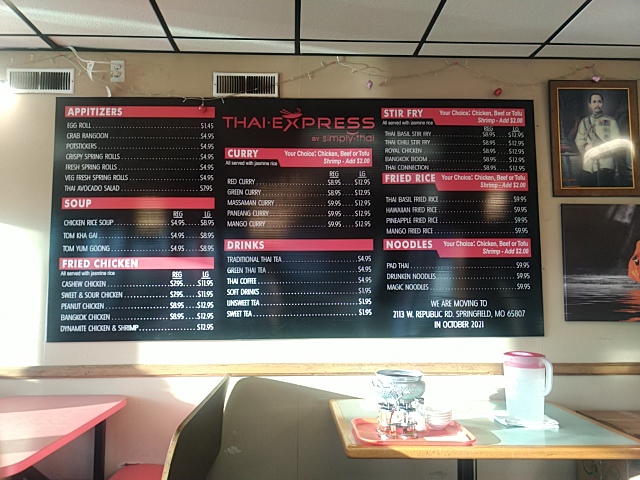 APPITIZERS
EGG ROLL $1.45
CRAB RANGOON $4.95
POTSTICKERS $4.95
CRISPY SPRING ROLLS $4.95
FRESH SPRING ROLLS $4.95
VEG FRESH SPRING ROLLS $4.95
THAI AVOCADO SALAD $7.95
SOUP
REG LG
CHICKEN RICE SOUP $4.95 $8.95
TOM KHA GAI $4.95 $8.95
TOM YUM GOONG $4.95 $8.95
FRIED CHICKEN
All served with jasmine rice
REG LG
CASHEW CHICKEN $7.95 $11.95
SWEET & SOUR CHICKEN $7.95 $11.95
PEANUT CHICKEN $8.95 $12.95
BANGKOK CHICKEN $8.95 $12.95
DYNAMITE CHICKEN & SHRIMP $12.95
THAI·EXPRESS
BY simply thai
CURRY
Your Choice: Chicken, Beef or Tofu
All served with jasmine rice
Shrimp - Add $2.00
REG LG
RED CURRY $8.95 $12.95
GREEN CURRY $8.95 $12.95
MASSAMAN CURRY $9.95 $12.95
PANEANG CURRY $9.95 $12.95
MANGO CURRY $9.95 $12.95
DRINKS
TRADITIONAL THAI TEA $4.95
GREEN THAI TEA $4.95
THAI COFFEE $4.95
SOFT DRINKS $1.95
UNSWEET TEA $1.95
SWEET TEA $1.95
STIR FRY
Your Choice: Chicken, Beef or Tofu
All served with jasmine rice
Shrimp - Add $2.00
REG LG
THAI BASIL STIR FRY $8.95 $12.95
THAI CHILI STIR FRY $8.95 $12.95
ROYAL CHICKEN $8.95 $12.95
BANGKOK BOOM $8.95 $12.95
THAI CONNECTION $8.95 $12.95
FRIED RICE
Your Choice: Chicken, Beef or Tofu
Shrimp - Add $2.00
THAI BASIL FRIED RICE $9.95
HAWAIIAN FRIED RICE $9.95
PINEAPPLE FRIED RICE $9.95
MANGO FRIED RICE $9.95
NOODLES
Your Choice: Chicken, Beef or Tofu
Shrimp - Add $2.00
PAD THAI $9.95
DRUNKEN NOODLES $9.95
MAGIC NOODLES $9.95
WE ARE MOVING TO
2113 W. REPUBLIC RD. SPRINGFIELD, MO 65807
IN OCTOBER 2021